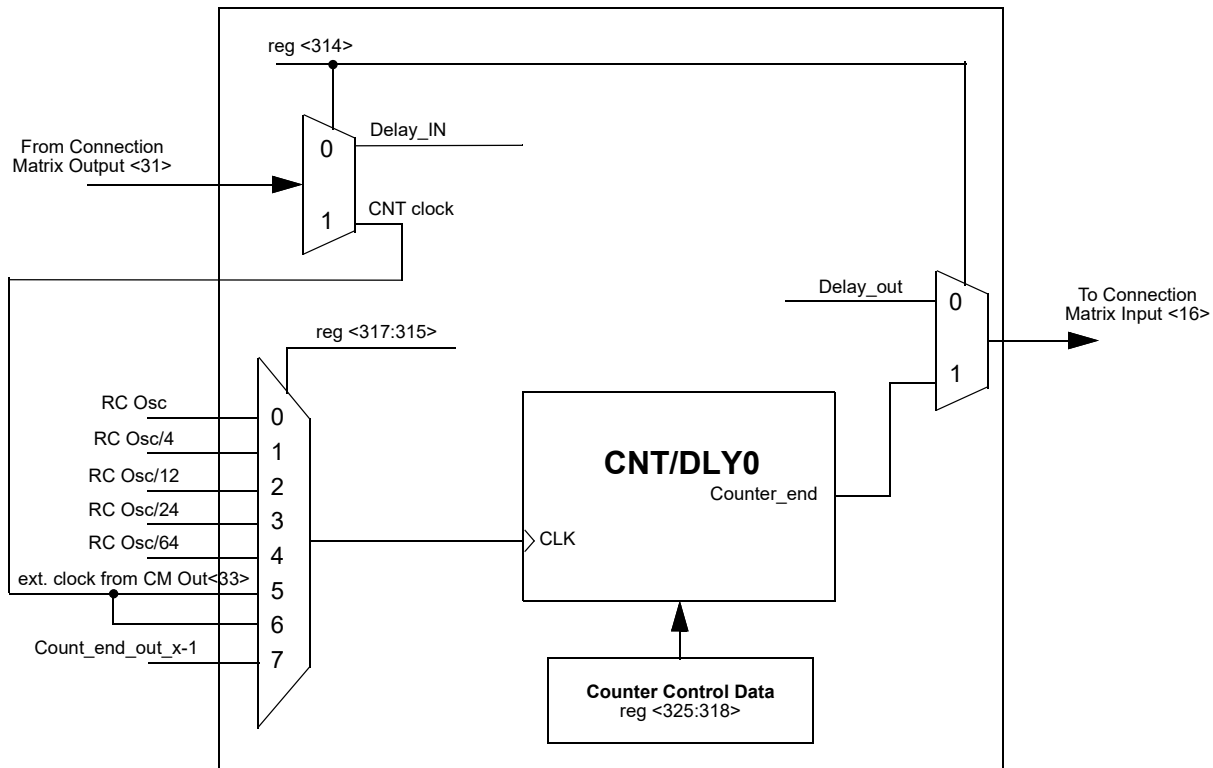 reg <314>
From Connection
Matrix Output <31>
0
Delay_IN
1
CNT clock
Delay_out
0
1
To Connection
Matrix Input <16>
reg <317:315>
RC Osc
0
RC Osc/4
1
RC Osc/12
2
RC Osc/24
3
RC Osc/64
4
ext. clock from CM Out<33>
5
6
Count_end_out_x-1
7
CNT/DLY0
Counter_end
CLK
Counter Control Data
reg <325:318>